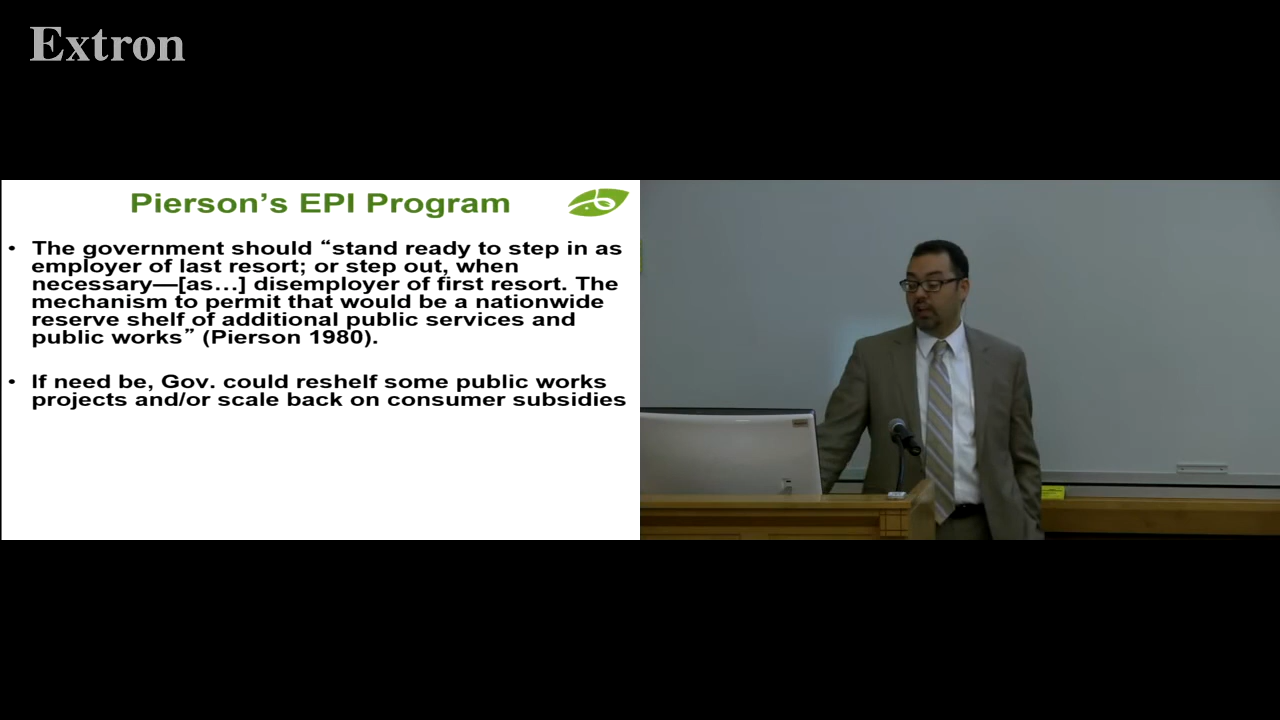 Extron
Pierson's EPI Program
• The government should “stand ready to step in as
employer of last resort; or step out, when
necessary—[as…] disemployer of first resort. The
mechanism to permit that would be a nationwide
reserve shelf of additional public services and
public works” (Pierson 1980).
• If need be, Gov. could reshelf some public works
projects and/or scale back on consumer subsidies